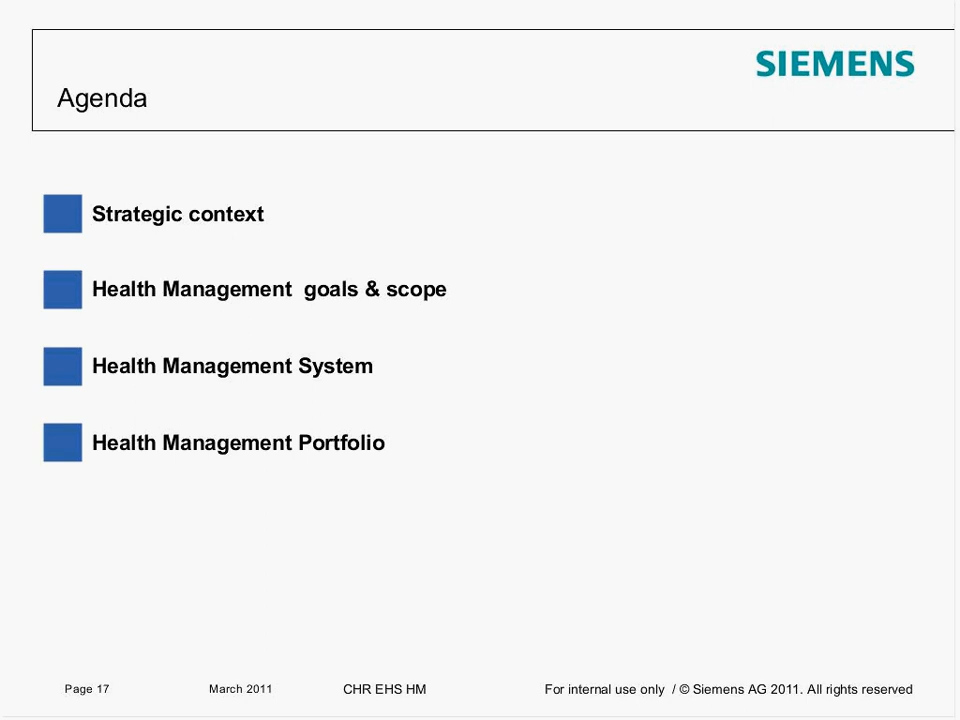 SIEMENS
Agenda
Strategic context
Health Management  goals & scope
Health Management System
Health Management Portfolio
Page 17 March 2011 CHR EHS HM For internal use only / © Siemens AG 2011. All rights reserved